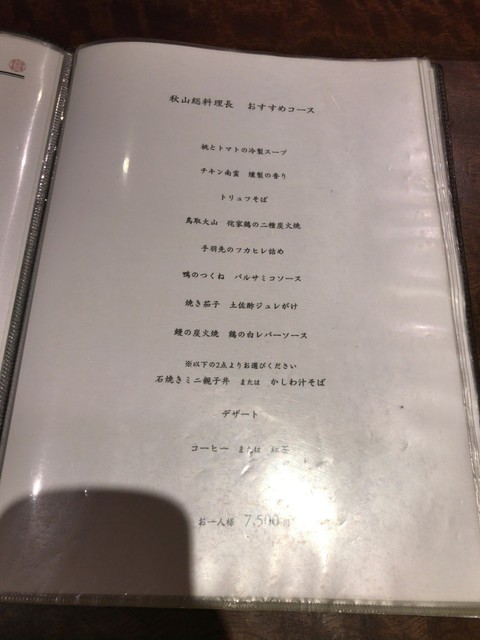 秋山総料理長　おすすめコース
桃とトマトの冷製スープ
チキン南蛮　燻製の香り
トリュフそば
鳥取大山　侘家鶏の二種炭火焼
手羽先のフカヒレ詰め
鴨のつくね　バルサミコソース
焼き茄子　土佐酢ジュレがけ
鰻の炭火焼　鶏の白レバーソース
※以下の2点よりお選びください
石焼きミニ親子丼　または　かしわ汁そば
デザート
コーヒー　または　紅茶
お一人様　7,500円